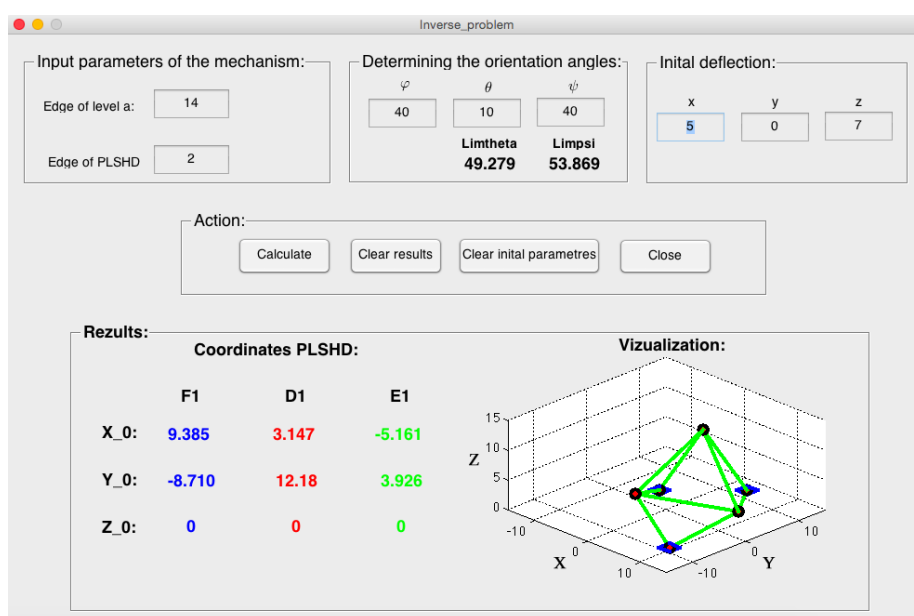 Inverse_problem
Input parameters of the mechanism:
Edge of level a: 14
Edge of PLSHD 2
Determining the orientation angles:
φ θ ψ
40 10 40
Limtheta Limpsi
49.279 53.869
Inital deflection:
x y z
5 0 7
Action:
Calculate Clear results Clear inital parametres Close
Rezults:
Coordinates PLSHD:
F1 D1 E1
X_0: 9.385 3.147 -5.161
Y_0: -8.710 12.18 3.926
Z_0: 0 0 0
Vizualization:
15
10
5
0
Z
-10 0 10
X
-10 0 10
Y